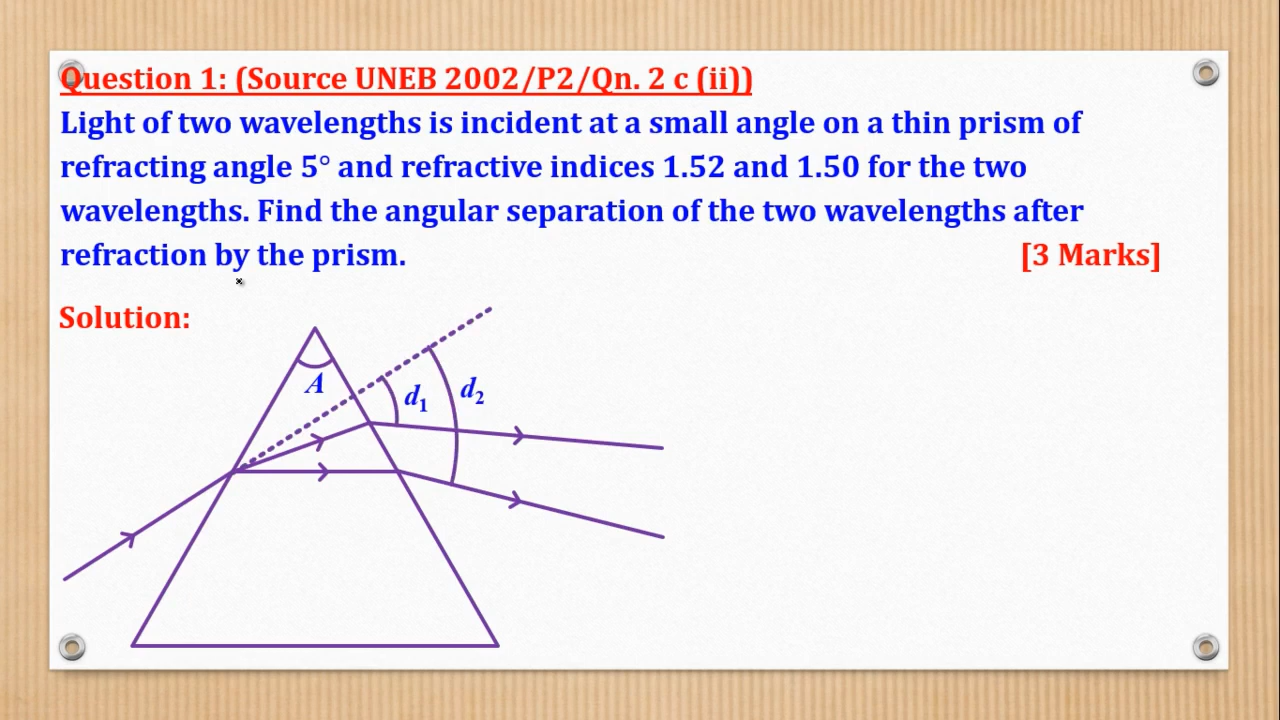 Question 1: (Source UNEB 2002/P2/Qn. 2 c (ii))
Light of two wavelengths is incident at a small angle on a thin prism of
refracting angle 5° and refractive indices 1.52 and 1.50 for the two
wavelengths. Find the angular separation of the two wavelengths after
refraction by the prism. [3 Marks]
Solution:
A
d₁
d₂